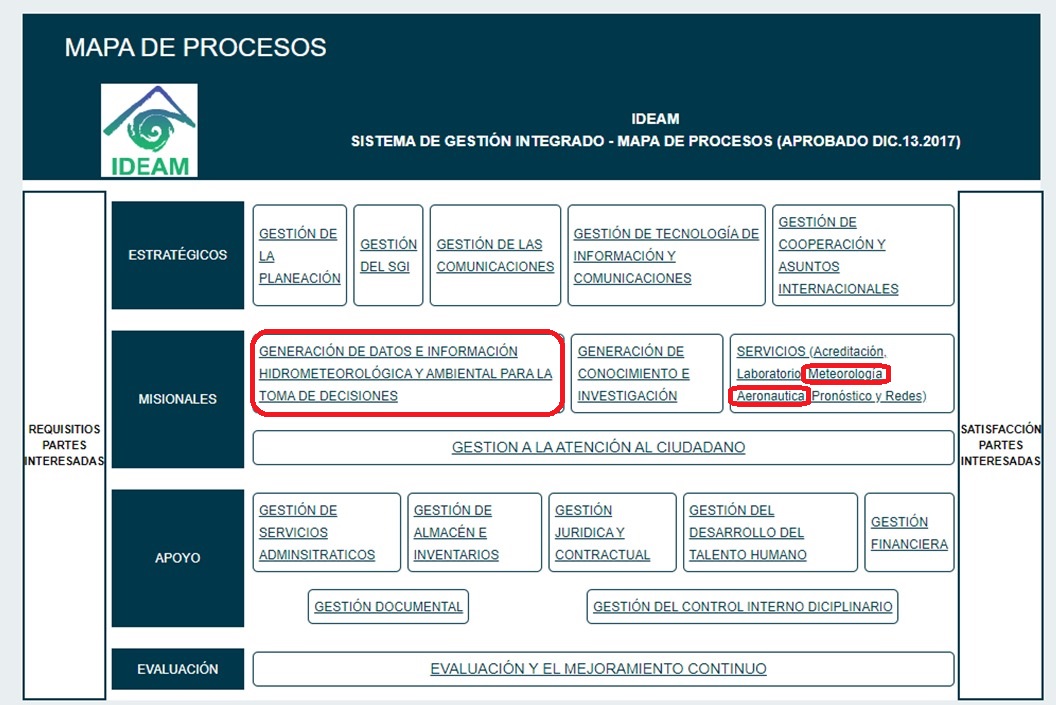 MAPA DE PROCESOS
IDEAM
IDEAM
SISTEMA DE GESTIÓN INTEGRADO - MAPA DE PROCESOS (APROBADO DIC.13.2017)
REQUISITIOS
PARTES
INTERESADAS
ESTRATÉGICOS
GESTIÓN DE
LA
PLANEACIÓN
GESTIÓN
DEL SGI
GESTIÓN DE LAS
COMUNICACIONES
GESTIÓN DE TECNOLOGÍA DE
INFORMACIÓN Y
COMUNICACIONES
GESTIÓN DE
COOPERACIÓN Y
ASUNTOS
INTERNACIONALES
MISIONALES
GENERACIÓN DE DATOS E INFORMACIÓN
HIDROMETEOROLÓGICA Y AMBIENTAL PARA LA
TOMA DE DECISIONES
GENERACIÓN DE
CONOCIMIENTO E
INVESTIGACIÓN
SERVICIOS (Acreditación,
Laboratorio, Meteorología
Aeronautica, Pronóstico y Redes)
GESTION A LA ATENCIÓN AL CIUDADANO
APOYO
GESTIÓN DE
SERVICIOS
ADMINSITRATICOS
GESTIÓN DE
ALMACÉN E
INVENTARIOS
GESTIÓN
JURIDICA Y
CONTRACTUAL
GESTIÓN DEL
DESARROLLO DEL
TALENTO HUMANO
GESTIÓN
FINANCIERA
GESTIÓN DOCUMENTAL
GESTIÓN DEL CONTROL INTERNO DICIPLINARIO
EVALUACIÓN
EVALUACIÓN Y EL MEJORAMIENTO CONTINUO
SATISFACCIÓN
PARTES
INTERESADAS